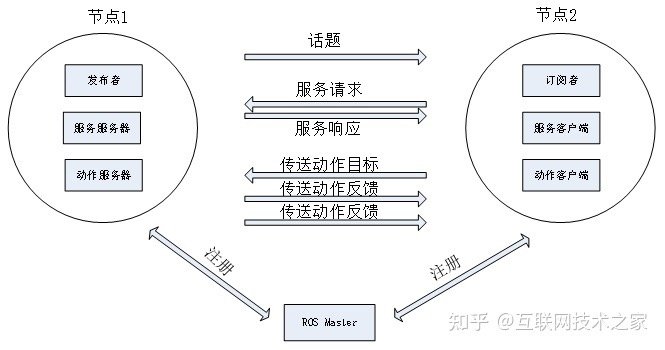 节点1
节点2
话题
发布者
订阅者
服务请求
服务服务器
服务客户端
服务响应
传送动作目标
动作服务器
动作客户端
传送动作反馈
传送动作反馈
注册
注册
ROS Master
知乎 @互联网技术之家